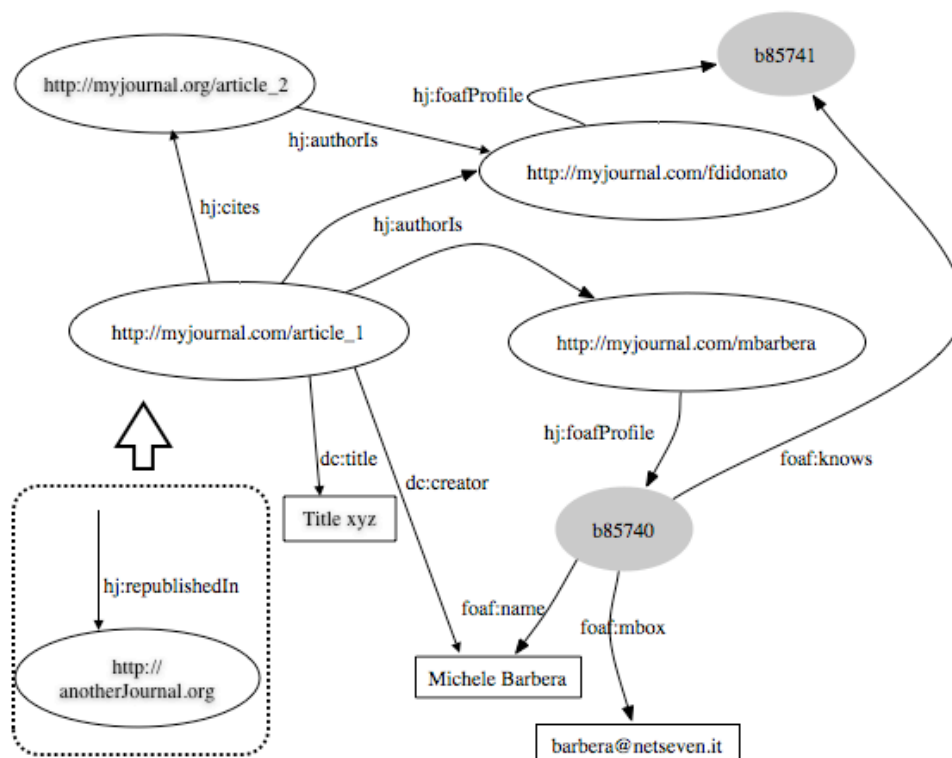 b85741
http://myjournal.org/article_2
hj:foafProfile
hj:authorIs
http://myjournal.com/fdidonato
hj:cites
hj:authorIs
http://myjournal.com/article_1
http://myjournal.com/mbarbera
hj:foafProfile
dc:title
foaf:knows
dc:creator
Title xyz
b85740
hj:republishedIn
foaf:name
foaf:mbox
http://
anotherJournal.org
Michele Barbera
barbera@netseven.it